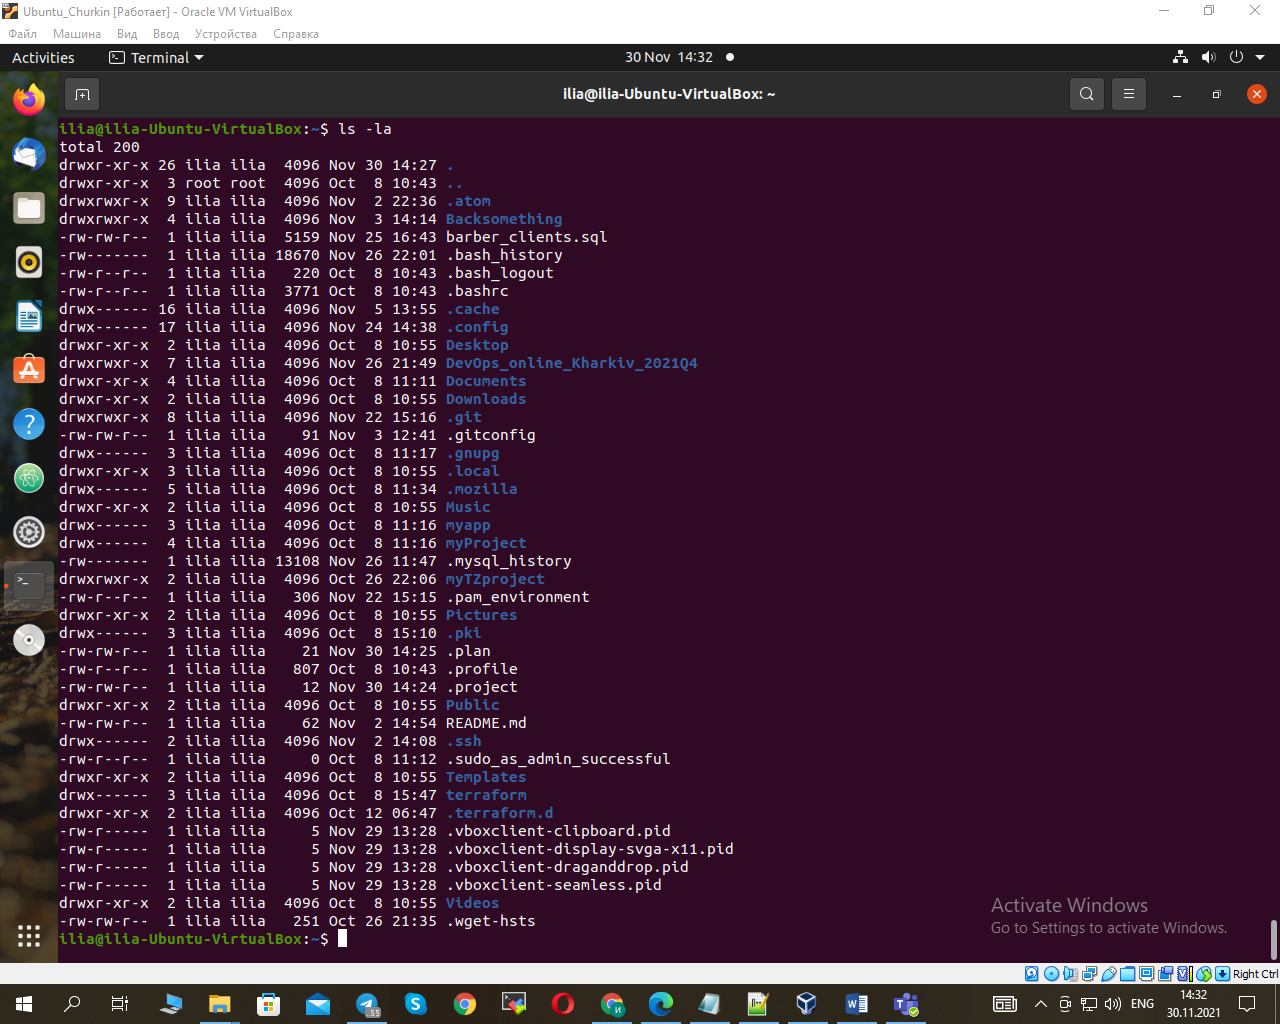 Ubuntu_Churkin [Работает] - Oracle VM VirtualBox
Файл Машина Вид Ввод Устройства Справка
Activities Terminal 30 Nov 14:32
ilia@ilia-Ubuntu-VirtualBox: ~
ilia@ilia-Ubuntu-VirtualBox:~$ ls -la
total 200
drwxr-xr-x 26 ilia ilia  4096 Nov 30 14:27 .
drwxr-xr-x  3 root root  4096 Oct  8 10:43 ..
drwxrwxr-x  9 ilia ilia  4096 Nov  2 22:36 .atom
drwxrwxr-x  4 ilia ilia  4096 Nov  3 14:14 Backsomething
-rw-rw-r--  1 ilia ilia  5159 Nov 25 16:43 barber_clients.sql
-rw-------  1 ilia ilia 18670 Nov 26 22:01 .bash_history
-rw-r--r--  1 ilia ilia   220 Oct  8 10:43 .bash_logout
-rw-r--r--  1 ilia ilia  3771 Oct  8 10:43 .bashrc
drwx------ 16 ilia ilia  4096 Nov  5 13:55 .cache
drwx------ 17 ilia ilia  4096 Nov 24 14:38 .config
drwxr-xr-x  2 ilia ilia  4096 Oct  8 10:55 Desktop
drwxrwxr-x  7 ilia ilia  4096 Nov 26 21:49 DevOps_online_Kharkiv_2021Q4
drwxr-xr-x  4 ilia ilia  4096 Oct  8 11:11 Documents
drwxr-xr-x  2 ilia ilia  4096 Oct  8 10:55 Downloads
drwxrwxr-x  8 ilia ilia  4096 Nov 22 15:16 .git
-rw-rw-r--  1 ilia ilia    91 Nov  3 12:41 .gitconfig
drwx------  3 ilia ilia  4096 Oct  8 11:17 .gnupg
drwxr-xr-x  3 ilia ilia  4096 Oct  8 10:55 .local
drwx------  5 ilia ilia  4096 Oct  8 11:34 .mozilla
drwxr-xr-x  2 ilia ilia  4096 Oct  8 10:55 Music
drwx------  3 ilia ilia  4096 Oct  8 11:16 myapp
drwx------  4 ilia ilia  4096 Oct  8 11:16 myProject
-rw-------  1 ilia ilia 13108 Nov 26 11:47 .mysql_history
drwxrwxr-x  2 ilia ilia  4096 Oct 26 22:06 myTZproject
-rw-r--r--  1 ilia ilia   306 Nov 22 15:15 .pam_environment
drwxr-xr-x  2 ilia ilia  4096 Oct  8 10:55 Pictures
drwx------  3 ilia ilia  4096 Oct  8 15:10 .pki
-rw-rw-r--  1 ilia ilia    21 Nov 30 14:25 .plan
-rw-r--r--  1 ilia ilia   807 Oct  8 10:43 .profile
-rw-rw-r--  1 ilia ilia    12 Nov 30 14:24 .project
drwxr-xr-x  2 ilia ilia  4096 Oct  8 10:55 Public
-rw-rw-r--  1 ilia ilia    62 Nov  2 14:54 README.md
drwx------  2 ilia ilia  4096 Nov  2 14:08 .ssh
-rw-r--r--  1 ilia ilia     0 Oct  8 11:12 .sudo_as_admin_successful
drwxr-xr-x  2 ilia ilia  4096 Oct  8 10:55 Templates
drwx------  3 ilia ilia  4096 Oct  8 15:47 terraform
drwxr-xr-x  2 ilia ilia  4096 Oct 12 06:47 .terraform.d
-rw-r-----  1 ilia ilia     5 Nov 29 13:28 .vboxclient-clipboard.pid
-rw-r-----  1 ilia ilia     5 Nov 29 13:28 .vboxclient-display-svga-x11.pid
-rw-r-----  1 ilia ilia     5 Nov 29 13:28 .vboxclient-draganddrop.pid
-rw-r-----  1 ilia ilia     5 Nov 29 13:28 .vboxclient-seamless.pid
drwxr-xr-x  2 ilia ilia  4096 Oct  8 10:55 Videos
-rw-rw-r--  1 ilia ilia   251 Oct 26 21:35 .wget-hsts
ilia@ilia-Ubuntu-VirtualBox:~$
Activate Windows
Go to Settings to activate Windows.
Right Ctrl
ENG 14:32
30.11.2021